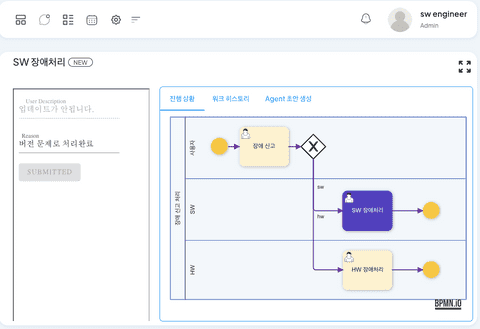 sw engineer
Admin
SW 장애처리 NEW
User Description
업데이트가 안됩니다.
Reason
버전 문제로 처리완료
SUBMITTED
진행 상황
워크 히스토리
Agent 초안 생성
장애 신고 처리
사용자
장애 신고
X
SW
sw
SW 장애처리
hw
HW
HW 장애처리
BPMN.iO